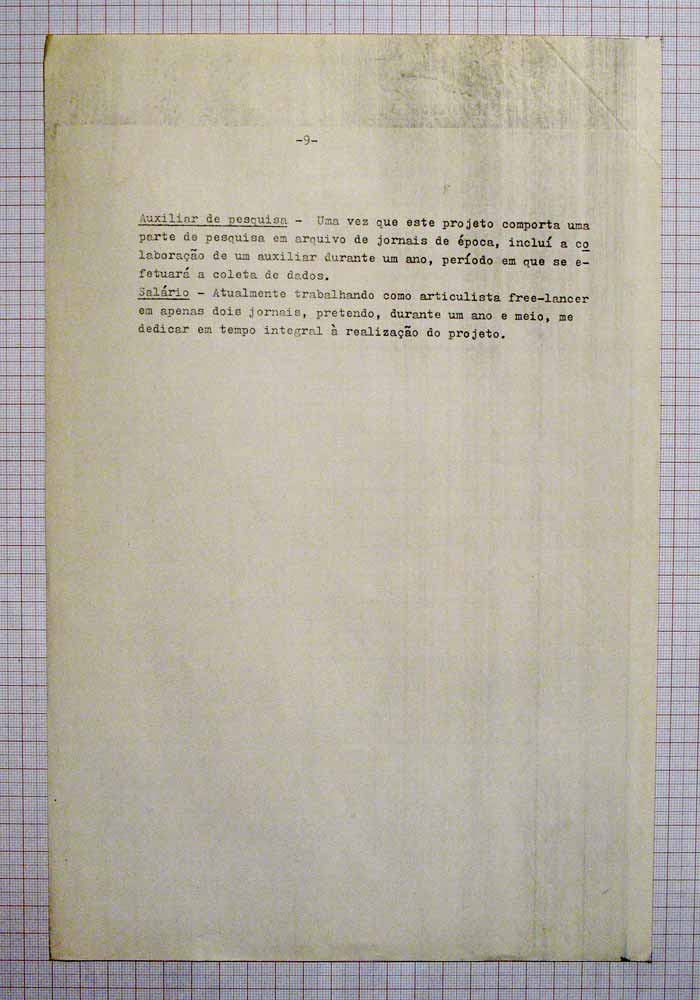 -9-
Auxiliar de pesquisa - Uma vez que este projeto comporta uma
parte de pesquisa em arquivo de jornais de época, incluí a co
laboração de um auxiliar durante um ano, período em que se e-
fetuará a coleta de dados.
Salário - Atualmente trabalhando como articulista free-lancer
em apenas dois jornais, pretendo, durante um ano e meio, me
dedicar em tempo integral à realização do projeto.